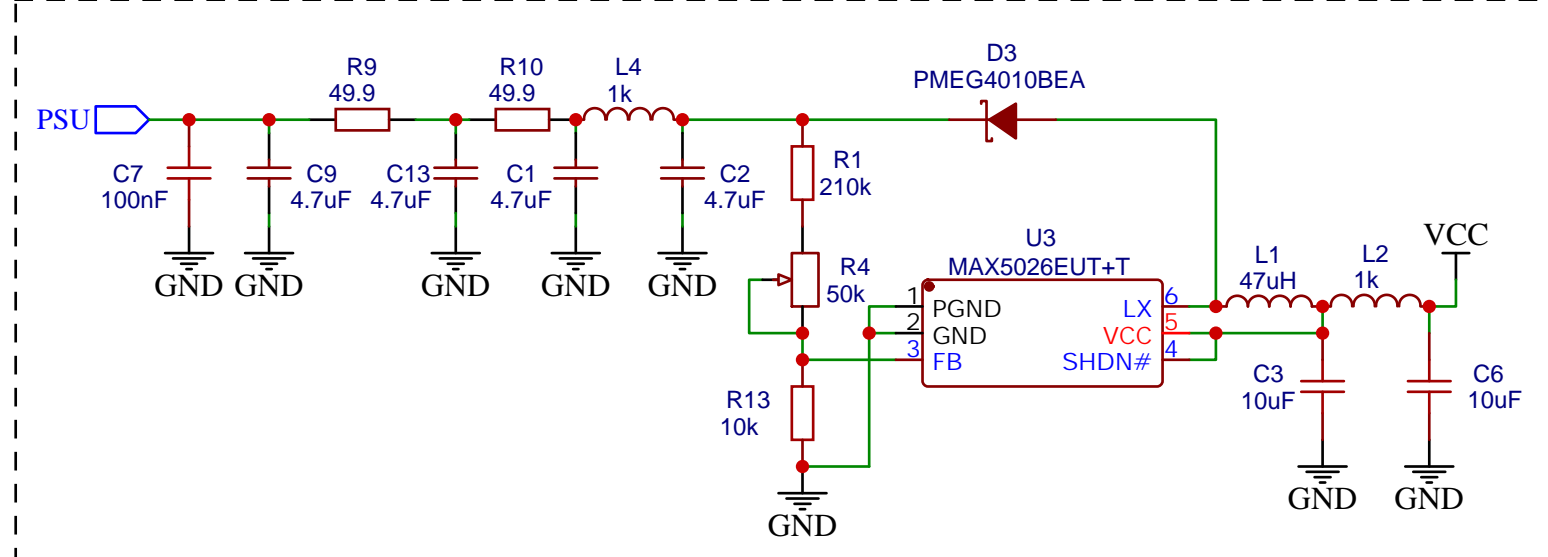 PSU
R9
49.9
R10
49.9
L4
1k
D3
PMEG4010BEA
C7
100nF
C9
4.7uF
C13
4.7uF
C1
4.7uF
C2
4.7uF
R1
210k
GND
GND
GND
GND
GND
R4
50k
U3
MAX5026EUT+T
1
PGND
2
GND
3
FB
LX
6
VCC
5
SHDN#
4
L1
47uH
L2
1k
VCC
R13
10k
C3
10uF
C6
10uF
GND
GND
GND